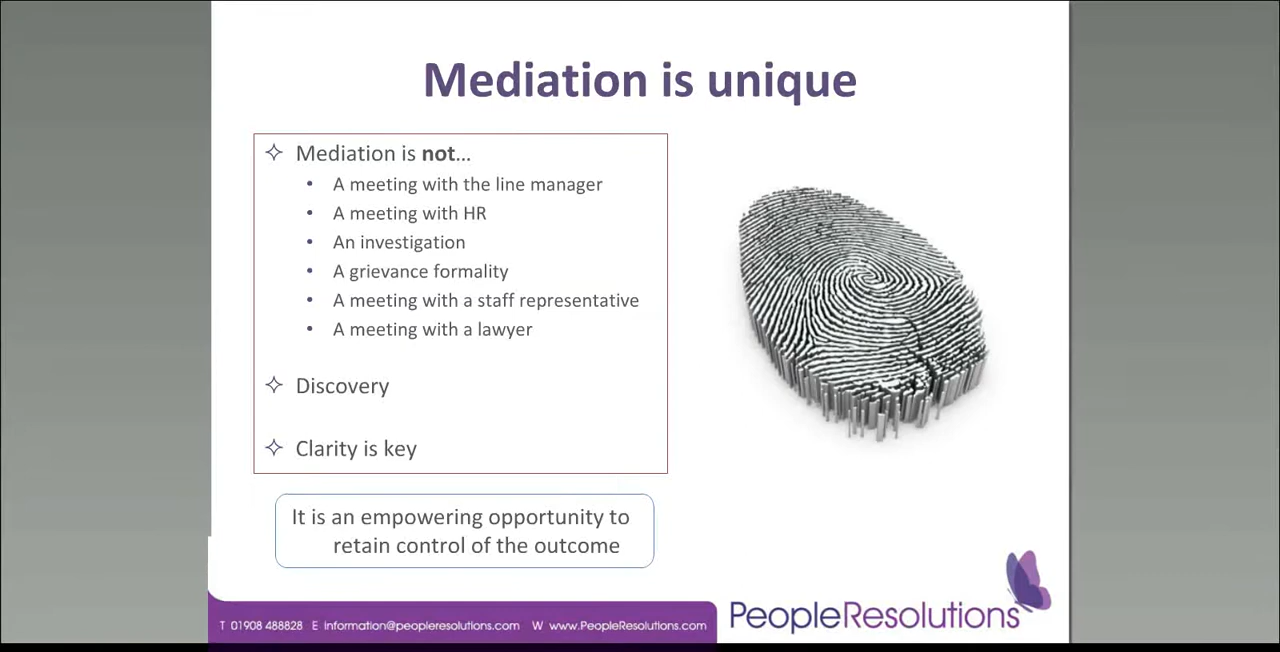 Mediation is unique
Mediation is not...
• A meeting with the line manager
• A meeting with HR
• An investigation
• A grievance formality
• A meeting with a staff representative
• A meeting with a lawyer
Discovery
Clarity is key
It is an empowering opportunity to
retain control of the outcome
T 01908 488828 E information@peopleresolutions.com W www.PeopleResolutions.com
PeopleResolutions